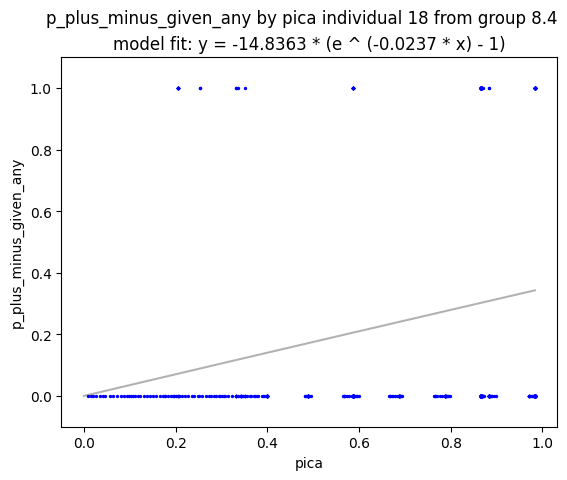 p_plus_minus_given_any by pica individual 18 from group 8.4
model fit: y = -14.8363 * (e ^ (-0.0237 * x) - 1)
1.0
0.8
0.6
0.4
0.2
0.0
p_plus_minus_given_any
0.0 0.2 0.4 0.6 0.8 1.0
pica